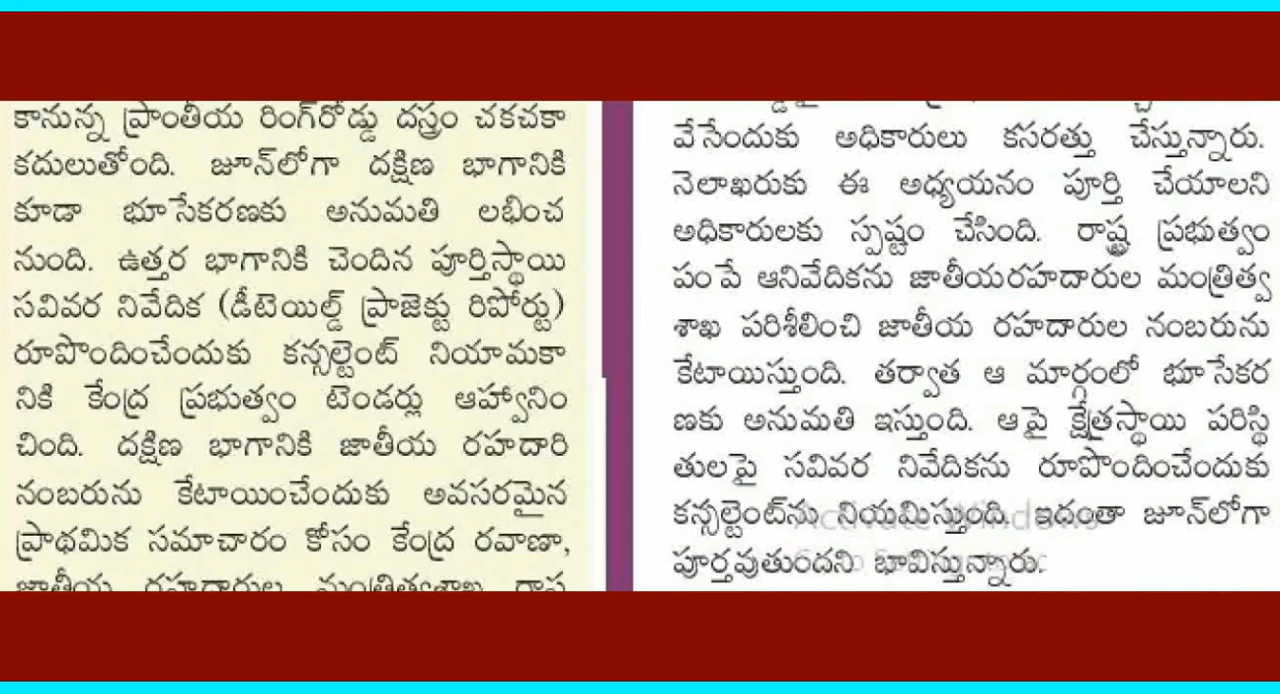 కానున్న ప్రాంతీయ రింగ్‌రోడ్డు దస్త్రం చకచకా
కదులుతోంది. జూన్‌లోగా దక్షిణ భాగానికి
కూడా భూసేకరణకు అనుమతి లభించ
నుంది. ఉత్తర భాగానికి చెందిన పూర్తిస్థాయి
సవివర నివేదిక (డీటెయిల్డ్ ప్రాజెక్టు రిపోర్టు)
రూపొందించేందుకు కన్సల్టెంట్ నియామకా
నికి కేంద్ర ప్రభుత్వం టెండర్లు ఆహ్వానిం
చింది. దక్షిణ భాగానికి జాతీయ రహదారి
నంబరును కేటాయించేందుకు అవసరమైన
ప్రాథమిక సమాచారం కోసం కేంద్ర రవాణా,
జాతీయ రహదారుల మంత్రిత్వశాఖ
వేసేందుకు అధికారులు కసరత్తు చేస్తున్నారు.
నెలాఖరుకు ఈ అధ్యయనం పూర్తి చేయాలని
అధికారులకు స్పష్టం చేసింది. రాష్ట్ర ప్రభుత్వం
పంపే ఆనివేదికను జాతీయరహదారుల మంత్రిత్వ
శాఖ పరిశీలించి జాతీయ రహదారుల నంబరును
కేటాయిస్తుంది. తర్వాత ఆ మార్గంలో భూసేకర
ణకు అనుమతి ఇస్తుంది. ఆపై క్షేత్రస్థాయి పరిస్థి
తులపై సవివర నివేదికను రూపొందించేందుకు
కన్సల్టెంట్‌ను నియమిస్తుంది. ఇదంతా జూన్‌లోగా
పూర్తవుతుందని భావిస్తున్నారు.